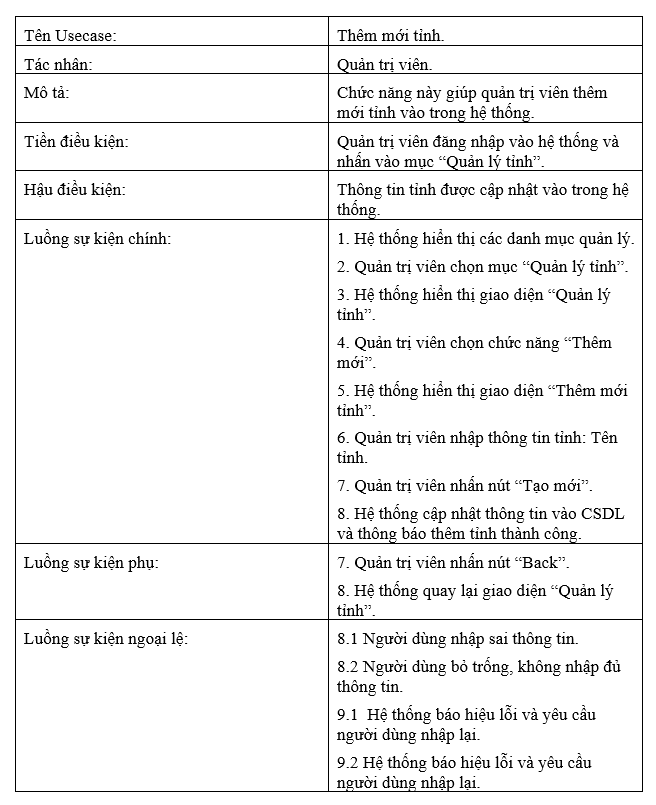 Tên Usecase:
Thêm mới tỉnh.
Tác nhân:
Quản trị viên.
Mô tả:
Chức năng này giúp quản trị viên thêm
mới tỉnh vào trong hệ thống.
Tiền điều kiện:
Quản trị viên đăng nhập vào hệ thống và
nhấn vào mục “Quản lý tỉnh”.
Hậu điều kiện:
Thông tin tỉnh được cập nhật vào trong hệ
thống.
Luồng sự kiện chính:
1. Hệ thống hiển thị các danh mục quản lý.
2. Quản trị viên chọn mục “Quản lý tỉnh”.
3. Hệ thống hiển thị giao diện “Quản lý
tỉnh”.
4. Quản trị viên chọn chức năng “Thêm
mới”.
5. Hệ thống hiển thị giao diện “Thêm mới
tỉnh”.
6. Quản trị viên nhập thông tin tỉnh: Tên
tỉnh.
7. Quản trị viên nhấn nút “Tạo mới”.
8. Hệ thống cập nhật thông tin vào CSDL
và thông báo thêm tỉnh thành công.
Luồng sự kiện phụ:
7. Quản trị viên nhấn nút “Back”.
8. Hệ thống quay lại giao diện “Quản lý
tỉnh”.
Luồng sự kiện ngoại lệ:
8.1 Người dùng nhập sai thông tin.
8.2 Người dùng bỏ trống, không nhập đủ
thông tin.
9.1  Hệ thống báo hiệu lỗi và yêu cầu
người dùng nhập lại.
9.2 Hệ thống báo hiệu lỗi và yêu cầu
người dùng nhập lại.